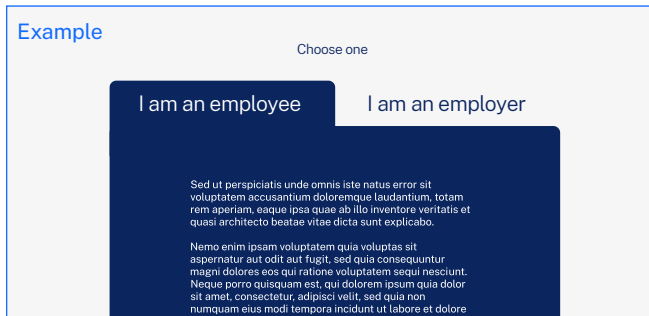 Example
Choose one
I am an employee
I am an employer
Sed ut perspiciatis unde omnis iste natus error sit
voluptatem accusantium doloremque laudantium, totam
rem aperiam, eaque ipsa quae ab illo inventore veritatis et
quasi architecto beatae vitae dicta sunt explicabo.
Nemo enim ipsam voluptatem quia voluptas sit
aspernatur aut odit aut fugit, sed quia consequuntur
magni dolores eos qui ratione voluptatem sequi nesciunt.
Neque porro quisquam est, qui dolorem ipsum quia dolor
sit amet, consectetur, adipisci velit, sed quia non
numquam eius modi tempora incidunt ut labore et dolore